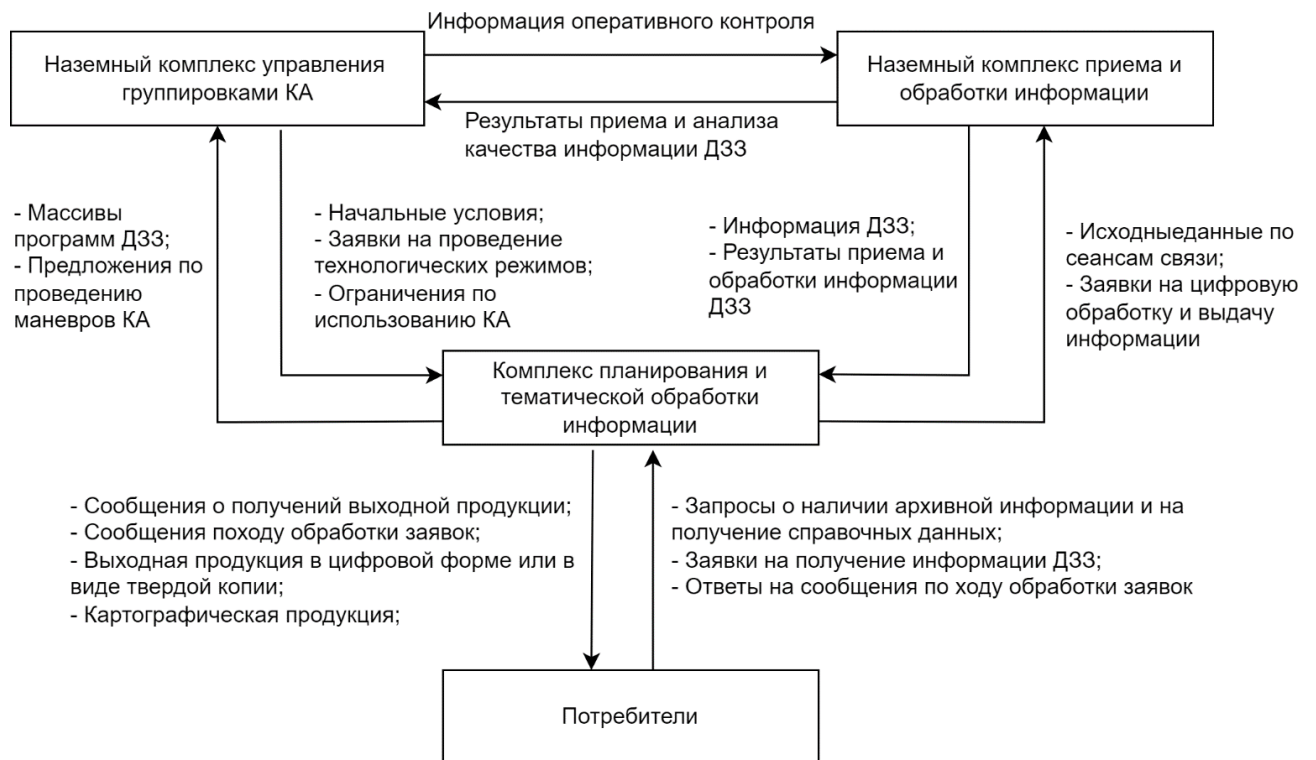 Информация оперативного контроля
Наземный комплекс управления
группировками КА
Наземный комплекс приема и
обработки информации
Результаты приема и анализа
качества информации ДЗЗ
- Массивы
программ ДЗЗ;
- Предложения по
проведению
маневров КА
- Начальные условия;
- Заявки на проведение
технологических режимов;
- Ограничения по
использованию КА
- Информация ДЗЗ;
- Результаты приема и
обработки информации
ДЗЗ
- Исходныеданные по
сеансам связи;
- Заявки на цифровую
обработку и выдачу
информации
Комплекс планирования и
тематической обработки
информации
- Сообщения о получений выходной продукции;
- Сообщения походу обработки заявок;
- Выходная продукция в цифровой форме или в
виде твердой копии;
- Картографическая продукция;
- Запросы о наличии архивной информации и на
получение справочных данных;
- Заявки на получение информации ДЗЗ;
- Ответы на сообщения по ходу обработки заявок
Потребители